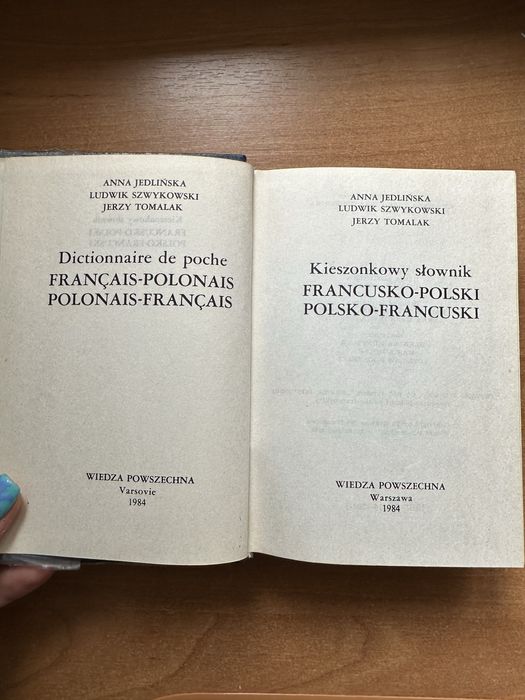 ANNA JEDLIŃSKA
LUDWIK SZWYKOWSKI
JERZY TOMALAK
Dictionnaire de poche
FRANÇAIS-POLONAIS
POLONAIS-FRANÇAIS
WIEDZA POWSZECHNA
Varsovie
1984
ANNA JEDLIŃSKA
LUDWIK SZWYKOWSKI
JERZY TOMALAK
Kieszonkowy słownik
FRANCUSKO-POLSKI
POLSKO-FRANCUSKI
WIEDZA POWSZECHNA
Warszawa
1984